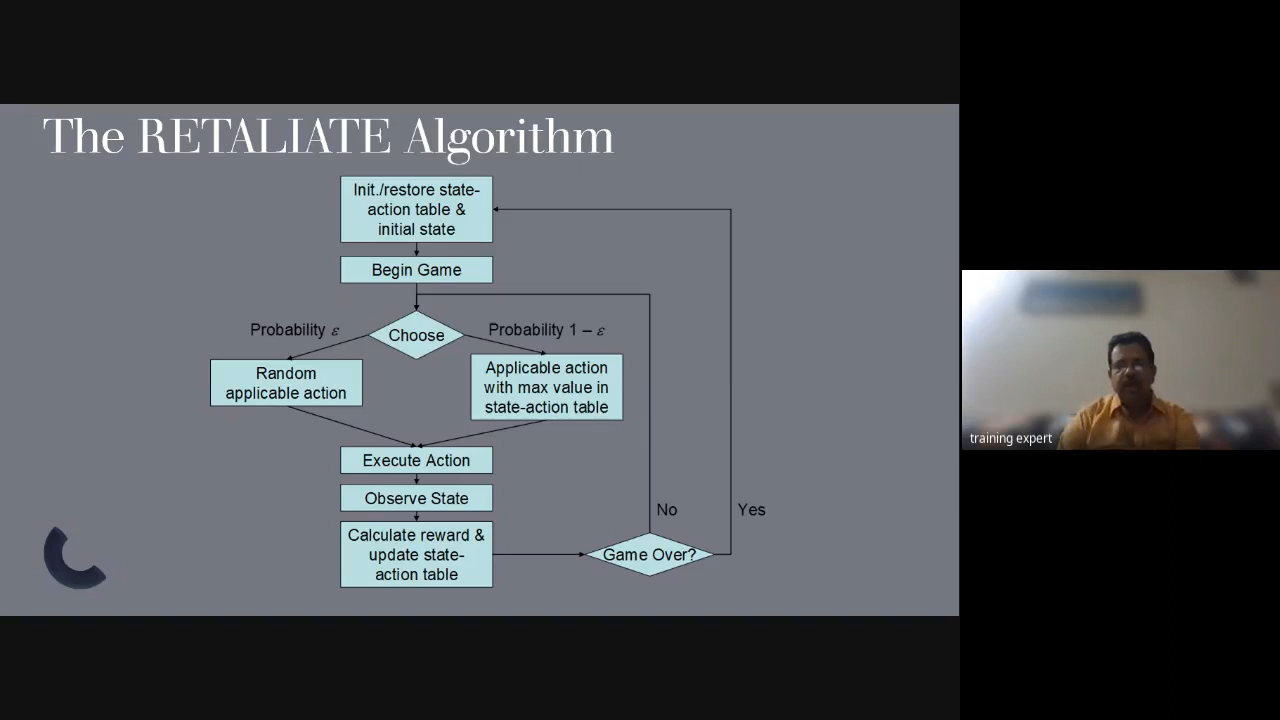 The RETALIATE Algorithm
Init./restore state-
action table &
initial state
Begin Game
Choose
Probability ε
Probability 1 – ε
Random
applicable action
Applicable action
with max value in
state-action table
Execute Action
Observe State
Calculate reward &
update state-
action table
Game Over?
No
Yes
training expert